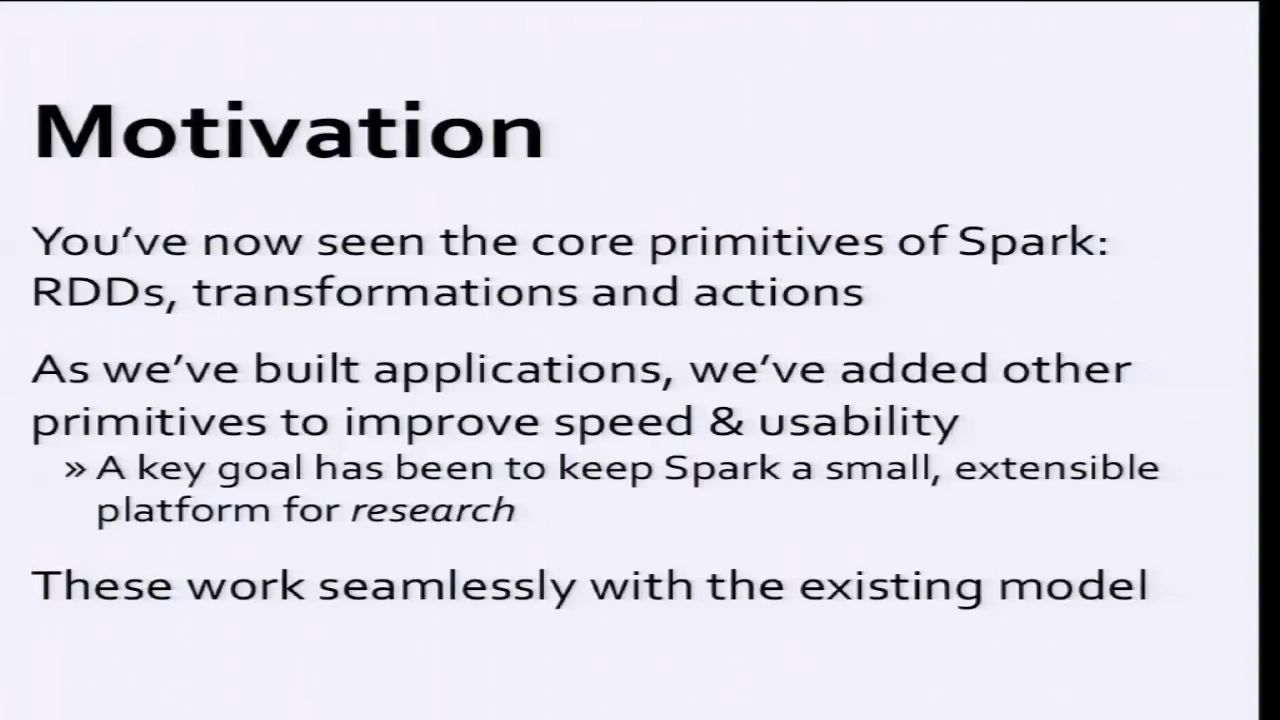 Motivation
You've now seen the core primitives of Spark:
RDDs, transformations and actions
As we've built applications, we've added other
primitives to improve speed & usability
» A key goal has been to keep Spark a small, extensible
platform for research
These work seamlessly with the existing model